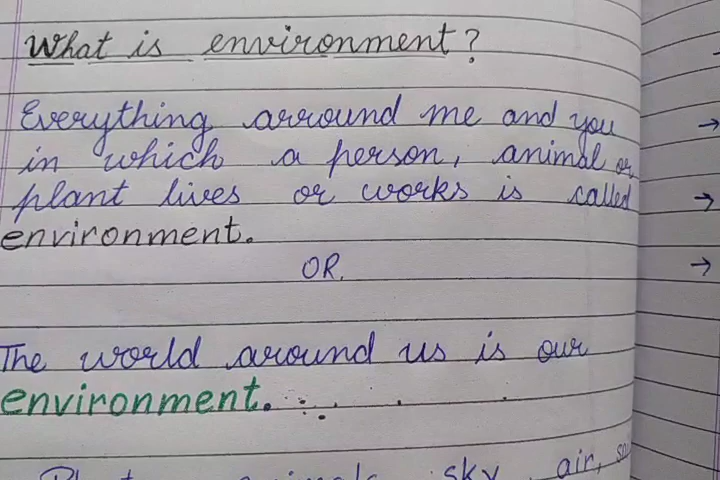 What is environment?
Everything arround me and you
in which a person, animal or
plant lives or works is called
environment.
OR.
The world around us is our
environment.
sky, air,